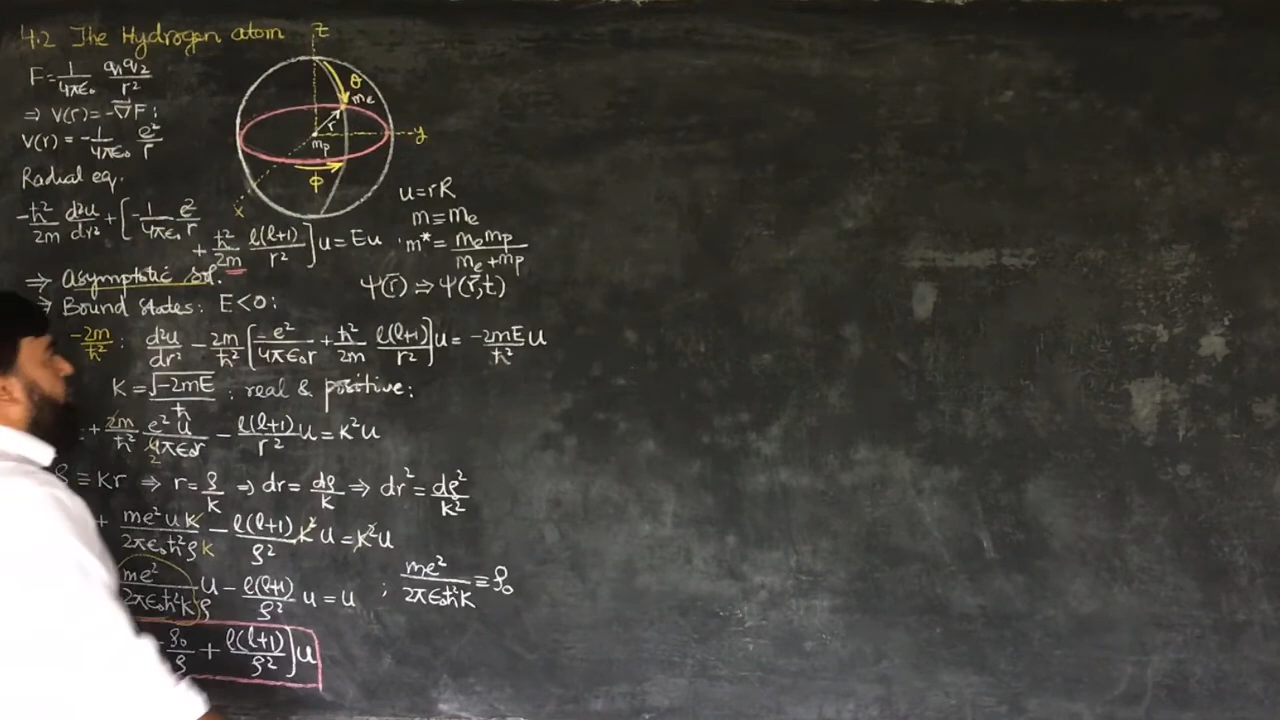 4.2 The Hydrogen atom
F = 1/4πϵ₀ q₁q₂/r²
⇒ V(r) = -∇⃗F :
V(r) = -1/4πϵ₀ e²/r
Radial eq.
-ħ²/2m d²u/dr² + [-1/4πϵ₀ e²/r
+ ħ²/2m l(l+1)/r²]u = Eu
z
θ
mₑ
r
mₚ
y
ϕ
x
u = rR
m ≡ mₑ
m* = mₑmₚ/mₑ+mₚ
ψ(r̄) ⇒ ψ(r̄,t)
⇒ Asymptotic Sol.
⇒ Bound States: E<0:
-2m/ħ² : d²u/dr² - 2m/ħ² [-e²/4πϵ₀r + ħ²/2m l(l+1)/r²]u = -2mE/ħ² u
K = √-2mE/ħ ; real & positive:
+ 2m/ħ² e²u/4πϵ₀r - l(l+1)/r² u = K²u
2
ρ ≡ Kr ⇒ r = ρ/K ⇒ dr = dρ/K ⇒ dr² = dρ²/K²
+ me²uK/2πϵ₀ħ²ρK - l(l+1)/ρ² K²u = K²u
me²/2πϵ₀ħ²K u/ρ - l(l+1)/ρ² u = u ; me²/2πϵ₀ħ²K ≡ ρ₀
- ρ₀/ρ + l(l+1)/ρ²]u